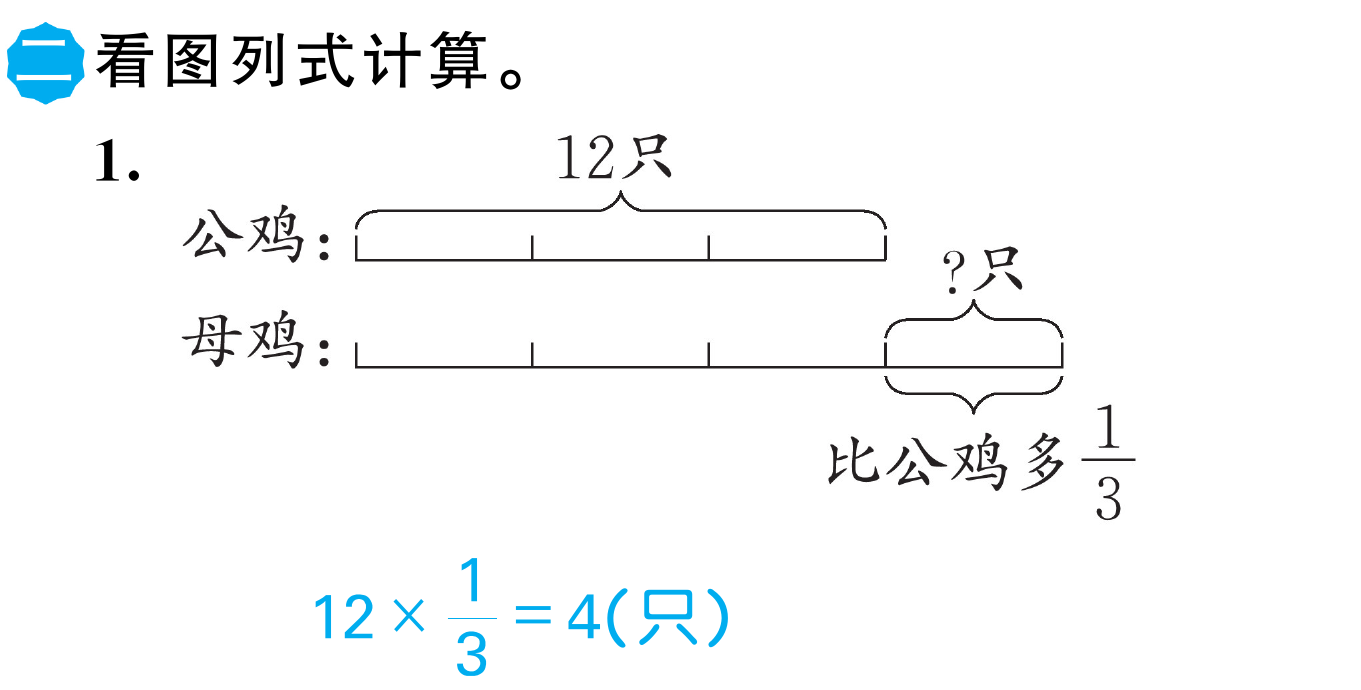 二 看图列式计算。
1.
12只
公鸡:
?只
母鸡:
比公鸡多1/3
12×1/3=4(只)